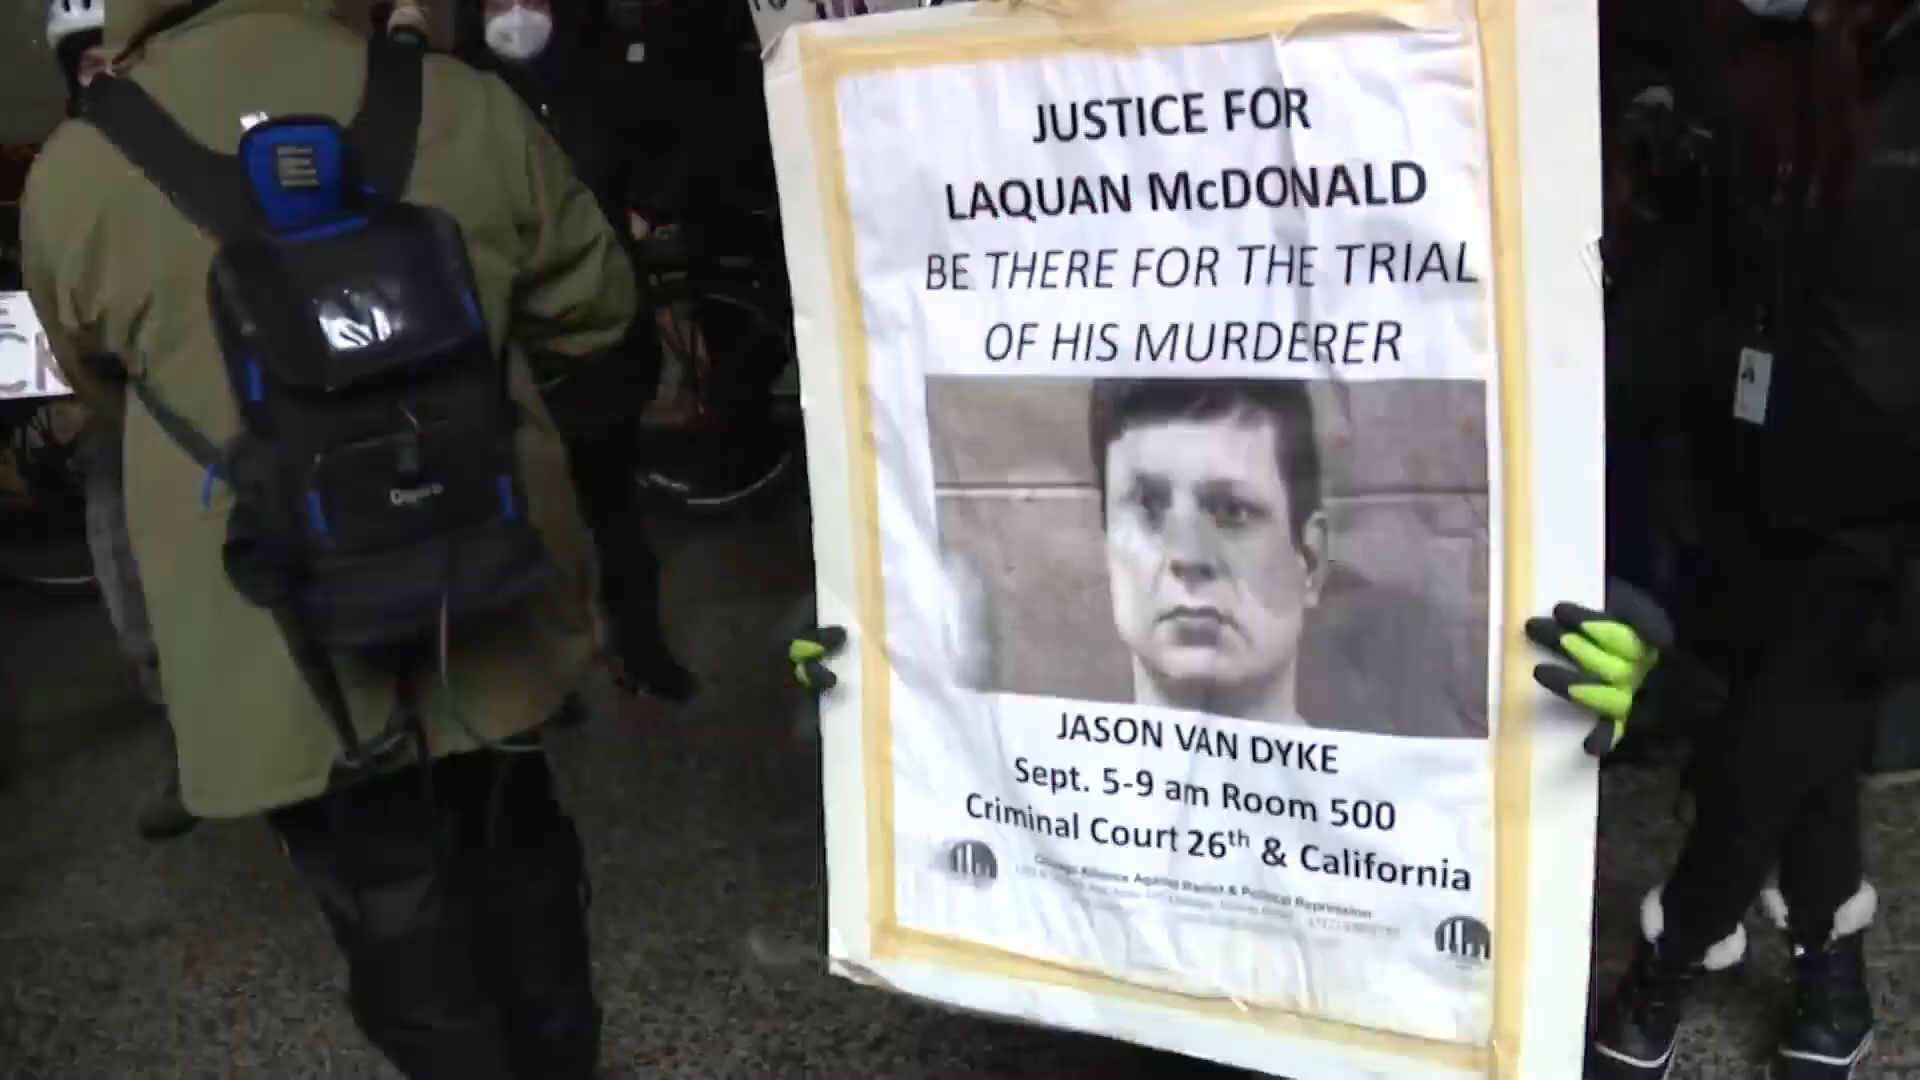 JUSTICE FOR
LAQUAN McDONALD
BE THERE FOR THE TRIAL
OF HIS MURDERER
JASON VAN DYKE
Sept. 5-9 am Room 500
Criminal Court 26th & California
Chicago Alliance Against Racist & Political Repression